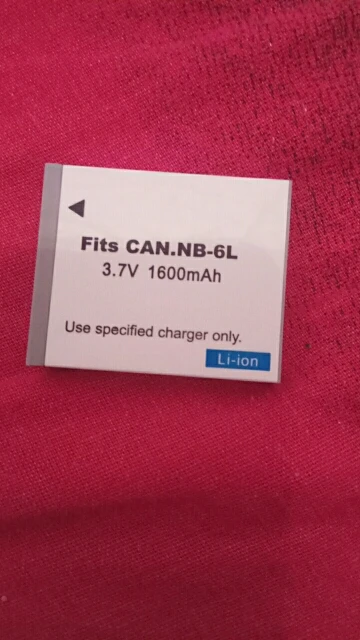 Fits CAN.NB-6L
3.7V 1600mAh
Use specified charger only.
Li-ion